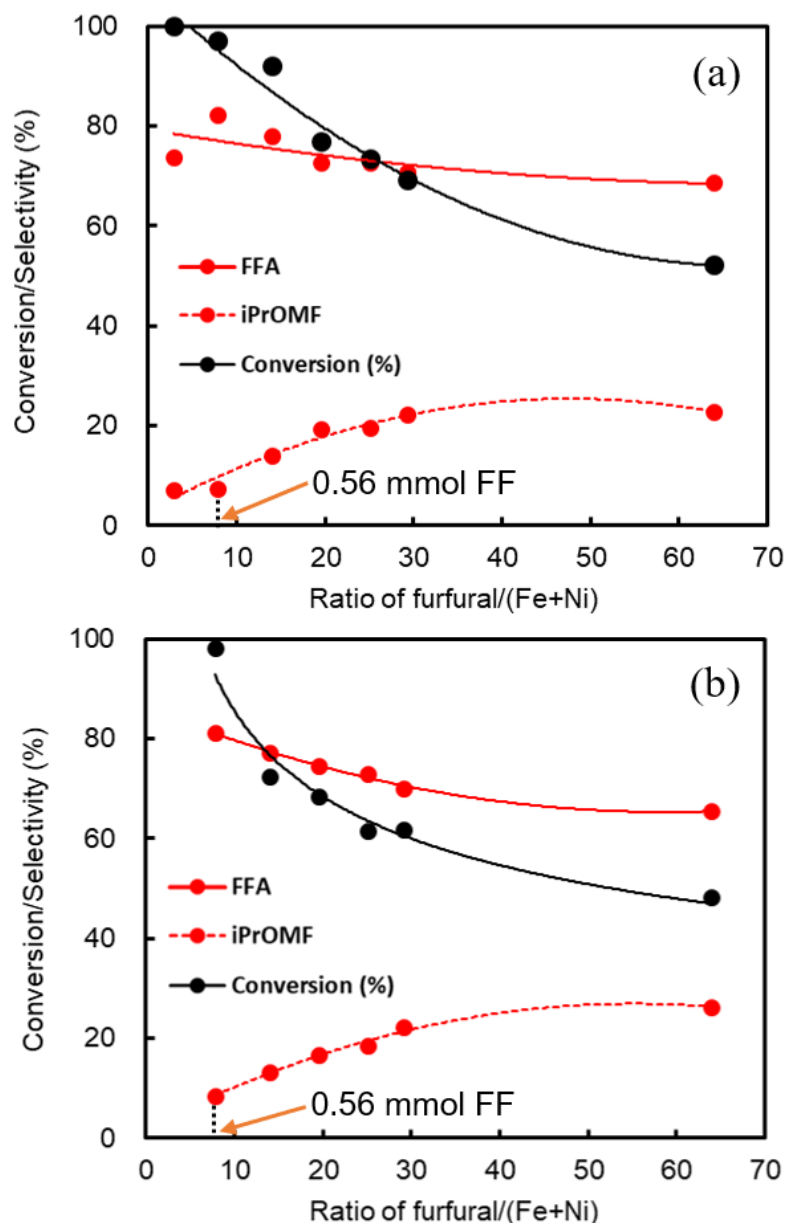 (a)
Conversion/Selectivity (%)
100
80
60
40
20
0
FFA
iPrOMF
Conversion (%)
0.56 mmol FF
0 10 20 30 40 50 60 70
Ratio of furfural/(Fe+Ni)
(b)
Conversion/Selectivity (%)
100
80
60
40
20
0
FFA
iPrOMF
Conversion (%)
0.56 mmol FF
0 10 20 30 40 50 60 70
Ratio of furfural/(Fe+Ni)